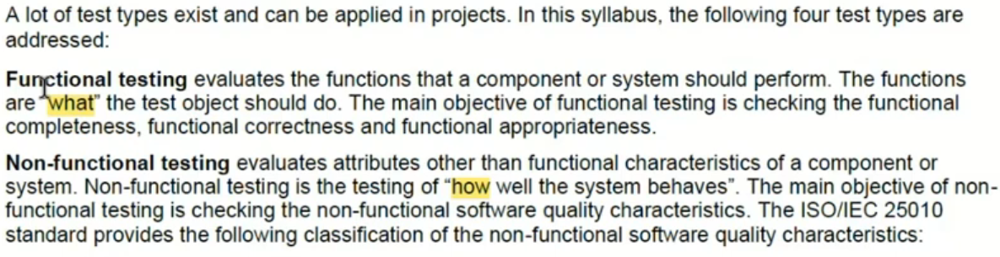 A lot of test types exist and can be applied in projects. In this syllabus, the following four test types are
addressed:
Functional testing evaluates the functions that a component or system should perform. The functions
are “what” the test object should do. The main objective of functional testing is checking the functional
completeness, functional correctness and functional appropriateness.
Non-functional testing evaluates attributes other than functional characteristics of a component or
system. Non-functional testing is the testing of “how well the system behaves”. The main objective of non-
functional testing is checking the non-functional software quality characteristics. The ISO/IEC 25010
standard provides the following classification of the non-functional software quality characteristics: